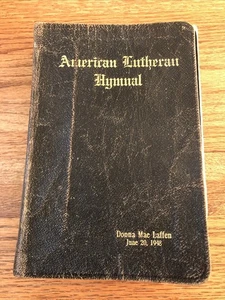 American Lutheran
Hymnal
Donna Mae Laffen
June 20, 1948